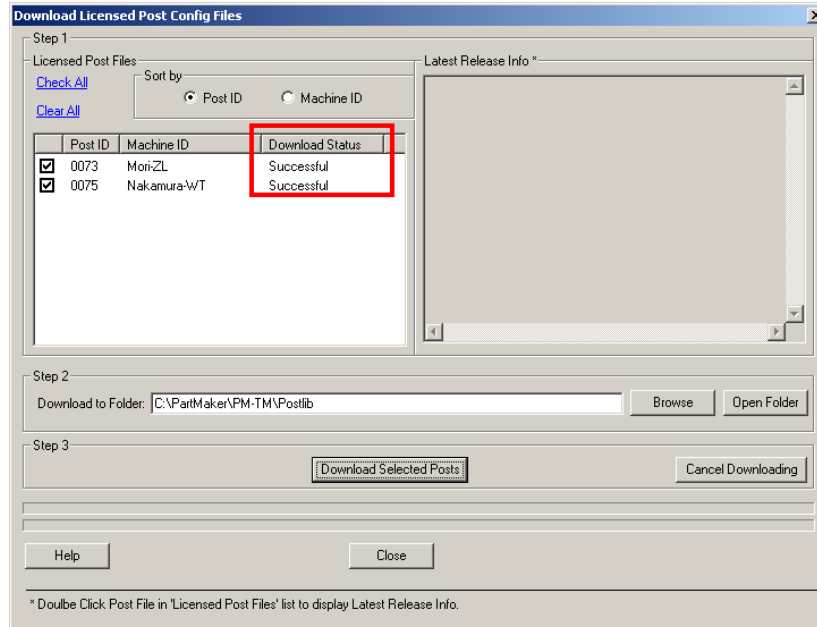 Download Licensed Post Config Files
Step 1
Licensed Post Files
Check All
Clear All
Sort by
Post ID
Machine ID
Post ID Machine ID Download Status
0073 Mori-ZL Successful
0075 Nakamura-WT Successful
Latest Release Info *
Step 2
Download to Folder: C:\PartMaker\PM-TM\Postlib Browse Open Folder
Step 3
Download Selected Posts Cancel Downloading
Help Close
* Doulbe Click Post File in 'Licensed Post Files' list to display Latest Release Info.